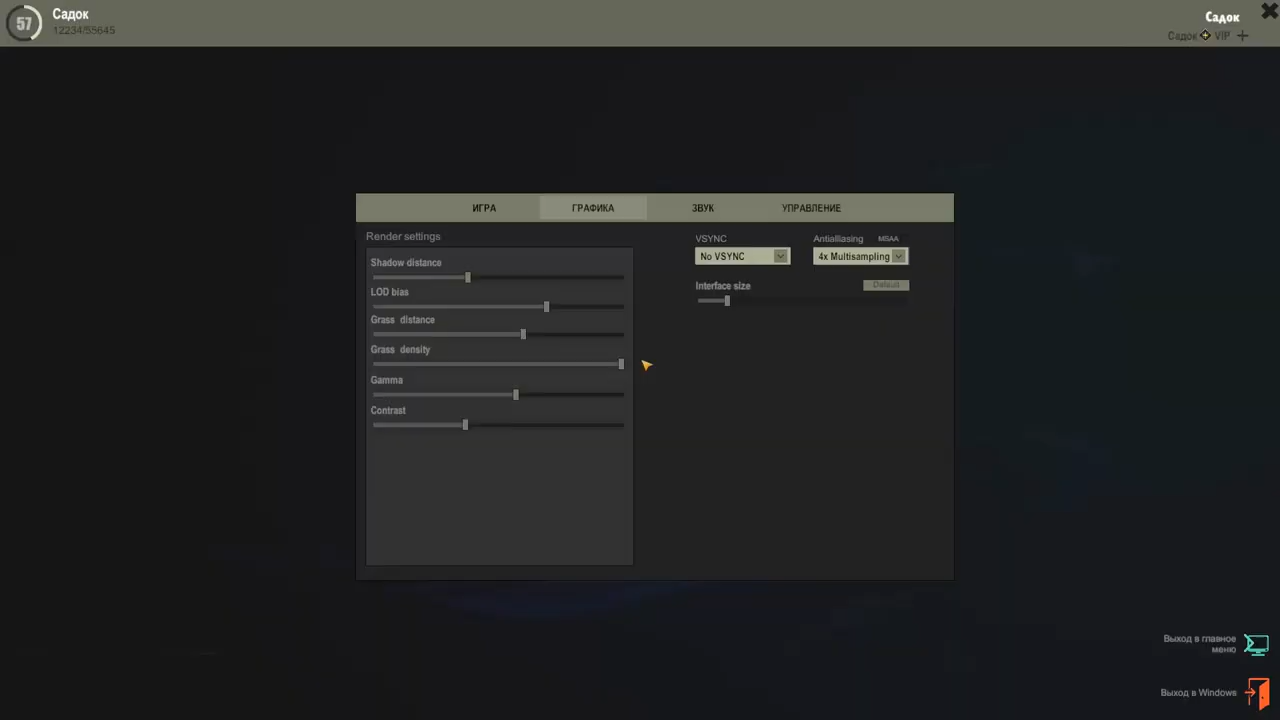 57
Садок
12234/55645
Садок
Садок VIP
ИГРА ГРАФИКА ЗВУК УПРАВЛЕНИЕ
Render settings
Shadow distance
LOD bias
Grass distance
Grass density
Gamma
Contrast
VSYNC Antialliasing MSAA
No VSYNC 4x Multisampling
Interface size Default
Выход в главное
меню
Выход в Windows